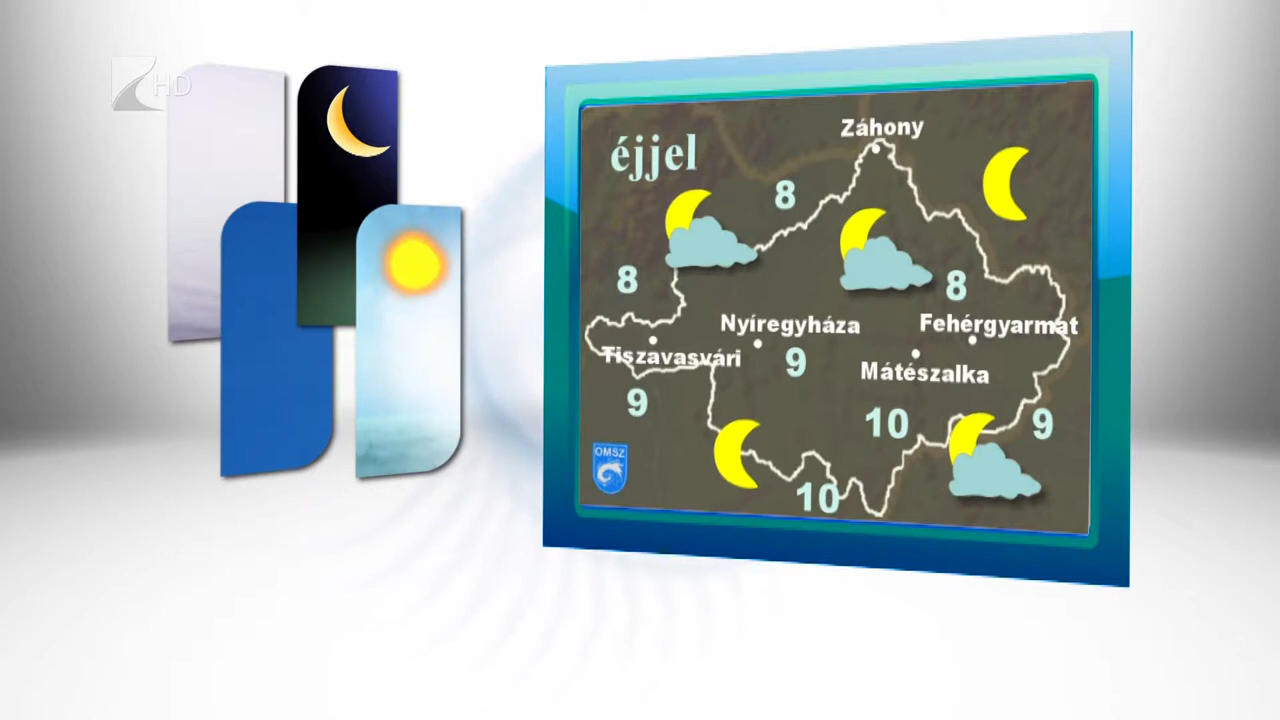 HD
éjjel
Záhony
8
8
8
Nyíregyháza
Fehérgyarmat
Tiszavasvári
9
Mátészalka
9
10
9
OMSZ
10